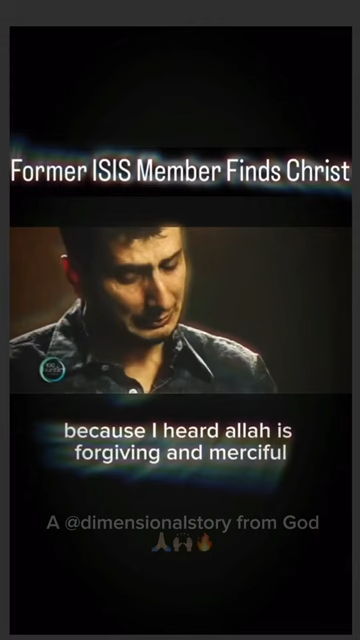 Former ISIS Member Finds Christ
because I heard allah is
forgiving and merciful
A @dimensionalstory from God
🙏🏽🙌🏽🔥